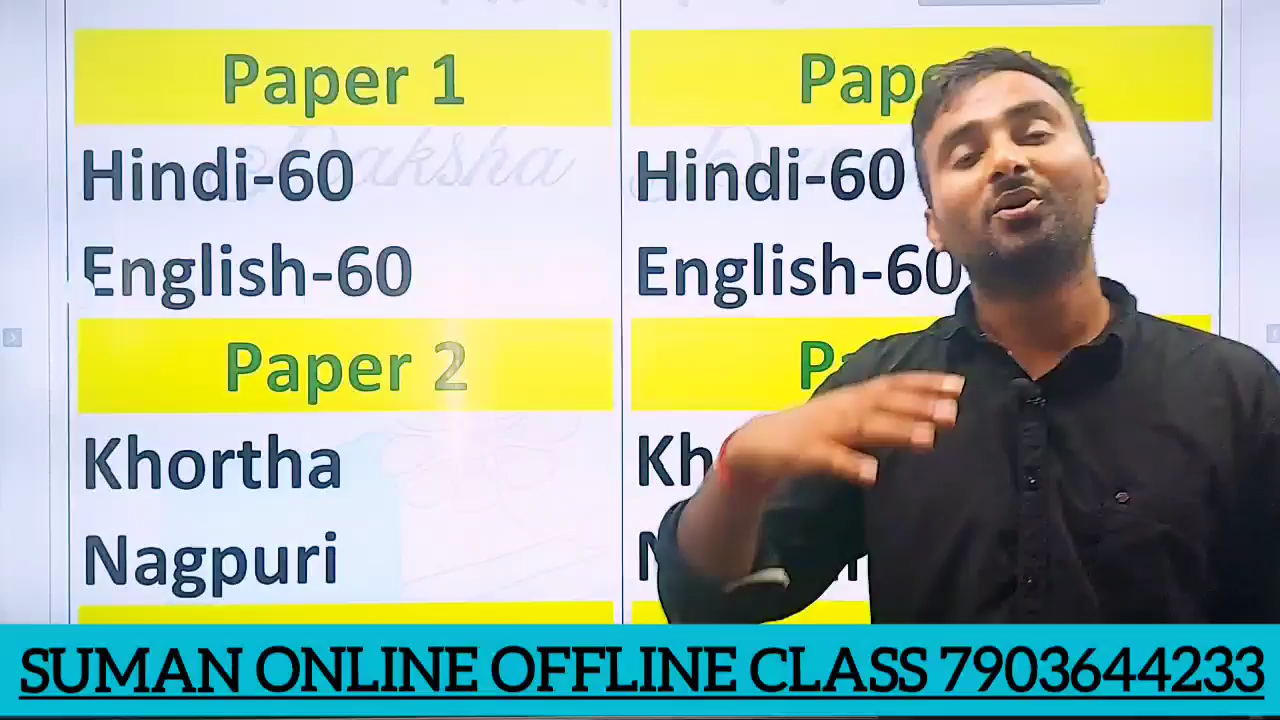 Paper 1
Hindi-60
English-60
Paper 2
Khortha
Nagpuri
Daksha
Hindi-60
English-60
SUMAN ONLINE OFFLINE CLASS 7903644233